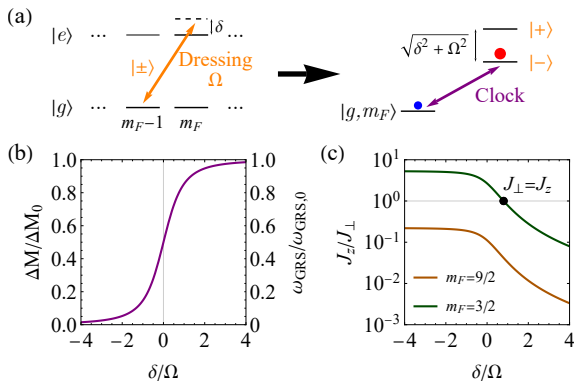 (a)
|e⟩ ... ... |δ
|±⟩ Dressing
Ω
|g⟩ ... ...
m_F−1 m_F
√(δ² + Ω²) |+⟩
|−⟩
Clock
|g,m_F⟩
(b)
1.0 1.0
0.8 0.8
0.6 0.6
0.4 0.4
0.2 0.2
0.0 0.0
ΔM/ΔM₀
ω_GRS/ω_GRS,0
−4 −2 0 2 4
δ/Ω
(c)
10¹
10⁰
10⁻¹
10⁻²
10⁻³
J_z/J_⊥
J_⊥=J_z
m_F=9/2
m_F=3/2
−4 −2 0 2 4
δ/Ω